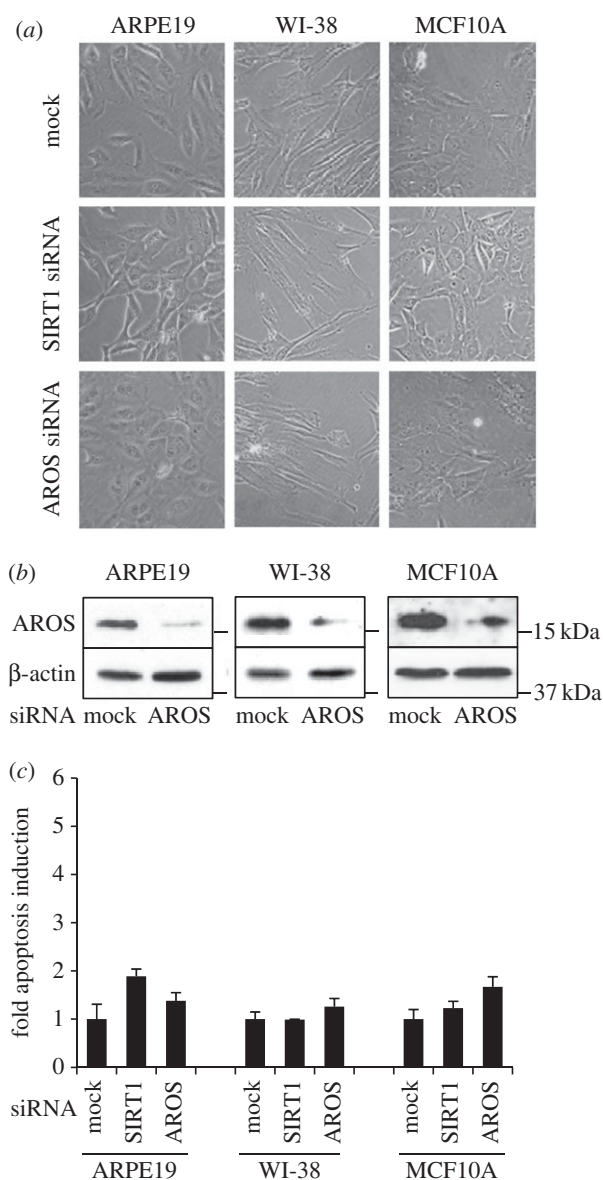 (a)
ARPE19 WI-38 MCF10A
mock
SIRT1 siRNA
AROS siRNA
(b)
ARPE19 WI-38 MCF10A
AROS
15 kDa
β-actin
37 kDa
siRNA mock AROS mock AROS mock AROS
(c)
6
5
4
3
2
1
0
fold apoptosis induction
siRNA
mock SIRT1 AROS mock SIRT1 AROS mock SIRT1 AROS
ARPE19 WI-38 MCF10A